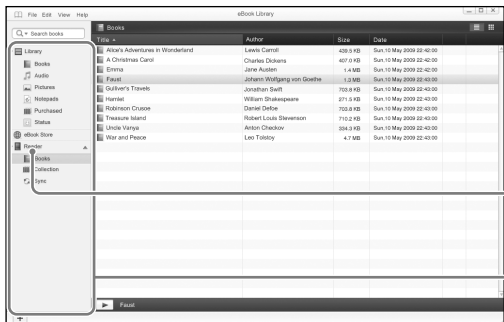 File Edit View Help
eBook Library
Search books
Library
Books
Audio
Pictures
Notepads
Purchased
Status
eBook Store
Reader
Books
Collection
Sync
Books
Title Author Size Date
Alice's Adventures in Wonderland Lewis Carroll 439.5 KB Sun,10 May 2009 22:43:00
A Christmas Carol Charles Dickens 407.0 KB Sun,10 May 2009 22:42:00
Emma Jane Austen 1.4 MB Sun,10 May 2009 22:42:00
Faust Johann Wolfgang von Goethe 1.3 MB Sun,10 May 2009 22:42:00
Gulliver's Travels Jonathan Swift 703.8 KB Sun,10 May 2009 22:43:00
Hamlet William Shakespeare 271.5 KB Sun,10 May 2009 22:43:00
Robinson Crusoe Daniel Defoe 703.8 KB Sun,10 May 2009 22:43:00
Treasure Island Robert Louis Stevenson 710.2 KB Sun,10 May 2009 22:43:00
Uncle Vanya Anton Checkov 334.3 KB Sun,10 May 2009 22:43:00
War and Peace Leo Tolstoy 4.7 MB Sun,10 May 2009 22:43:00
Faust